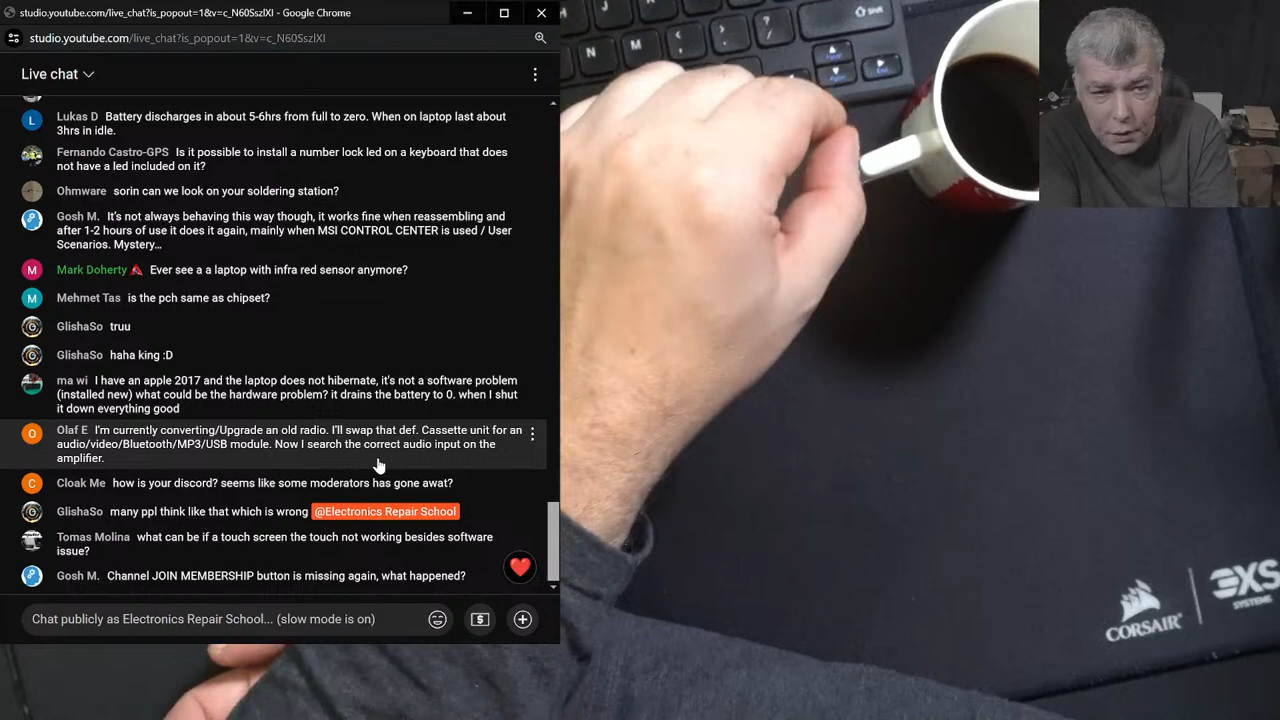 studio.youtube.com/live_chat?is_popout=1&v=c_N60SszIXI - Google Chrome
studio.youtube.com/live_chat?is_popout=1&v=c_N60SszIXI
Live chat
L Lukas D Battery discharges in about 5-6hrs from full to zero. When on laptop last about
3hrs in idle.
Fernando Castro-GPS Is it possible to install a number lock led on a keyboard that does
not have a led included on it?
Ohmware sorin can we look on your soldering station?
Gosh M. It's not always behaving this way though, it works fine when reassembling and
after 1-2 hours of use it does it again, mainly when MSI CONTROL CENTER is used / User
Scenarios. Mystery…
M Mark Doherty Ever see a a laptop with infra red sensor anymore?
M Mehmet Tas is the pch same as chipset?
GlishaSo truu
GlishaSo haha king :D
ma wi I have an apple 2017 and the laptop does not hibernate, it's not a software problem
(installed new) what could be the hardware problem? it drains the battery to 0. when I shut
it down everything good
O Olaf E I'm currently converting/Upgrade an old radio. I'll swap that def. Cassette unit for an
audio/video/Bluetooth/MP3/USB module. Now I search the correct audio input on the
amplifier.
C Cloak Me how is your discord? seems like some moderators has gone awat?
GlishaSo many ppl think like that which is wrong @Electronics Repair School
Tomas Molina what can be if a touch screen the touch not working besides software
issue?
Gosh M. Channel JOIN MEMBERSHIP button is missing again, what happened?
Chat publicly as Electronics Repair School... (slow mode is on)
Shift
N M < > ?
End
CORSAIR
3XS
SYSTEMS